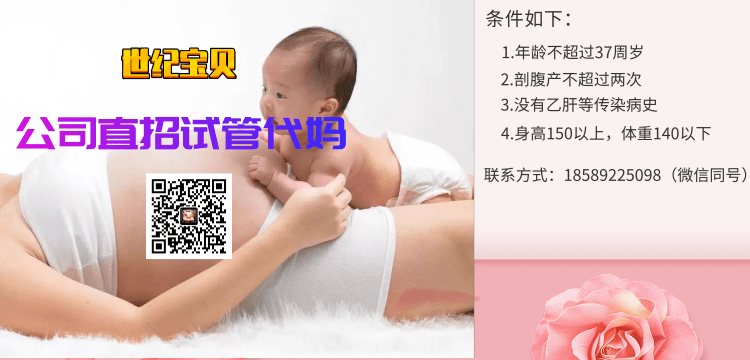 世纪宝贝
公司直招试管代妈
条件如下：
1.年龄不超过37周岁
2.剖腹产不超过两次
3.没有乙肝等传染病史
4.身高150以上，体重140以下
联系方式：18589225098（微信同号）